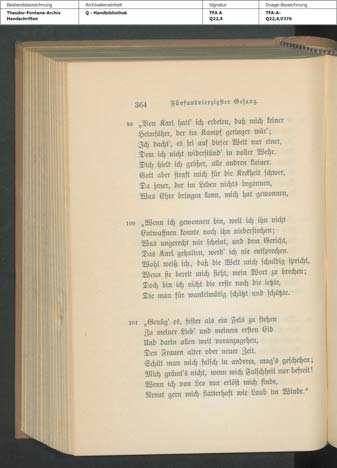 Bestandsbezeichnung Archivalieneinheit Signatur Image-Bezeichnung
Theodor-Fontane-Archiv Q - Handbibliothek TFA A TFA-A-
Handschriften Q22,4 Q22,4,0376
364 Fünfundvierzigster Gesang.
99 „Von Karl hatt' ich erbeten, daß mich keiner
Heimführe, der im Kampf geringer wär';
Ich dacht', es sei auf dieser Welt nur einer,
Dem ich nicht widerständ' in voller Wehr.
Dich hielt ich größer, alle andren kleiner.
Gott aber straft mich für die Keckheit schwer,
Da jener, der im Leben nichts begonnen,
Was Ehre bringen kann, mich hat gewonnen,
100 „Wenn ich gewonnen bin, weil ich ihn nicht
Entwaffnen konnte noch ihn niederstechen;
Was ungerecht mir scheint, und dem Gericht,
Das Karl gehalten, werd' ich nie entsprechen.
Wohl weiß ich, daß die Welt mich schuldig spricht,
Wenn sie bereit mich sieht, mein Wort zu brechen;
Doch bin ich nicht die erste noch die letzte,
Die man für wankelmütig schätzt und schätzte.
101 „Genüg' es, fester als ein Fels zu stehen
Zu meiner Lieb' und meinem ersten Eid
Und darin allen weit voranzugehen,
Den Frauen alter oder neuer Zeit.
Schilt man mich falsch in andrem, mag's geschehen;
Mich grämt's nicht, wenn mich Falschheit nur befreit!
Wenn ich von Leo nur erlöst mich finde,
Nennt gern mich flatterhaft wie Laub im Winde."